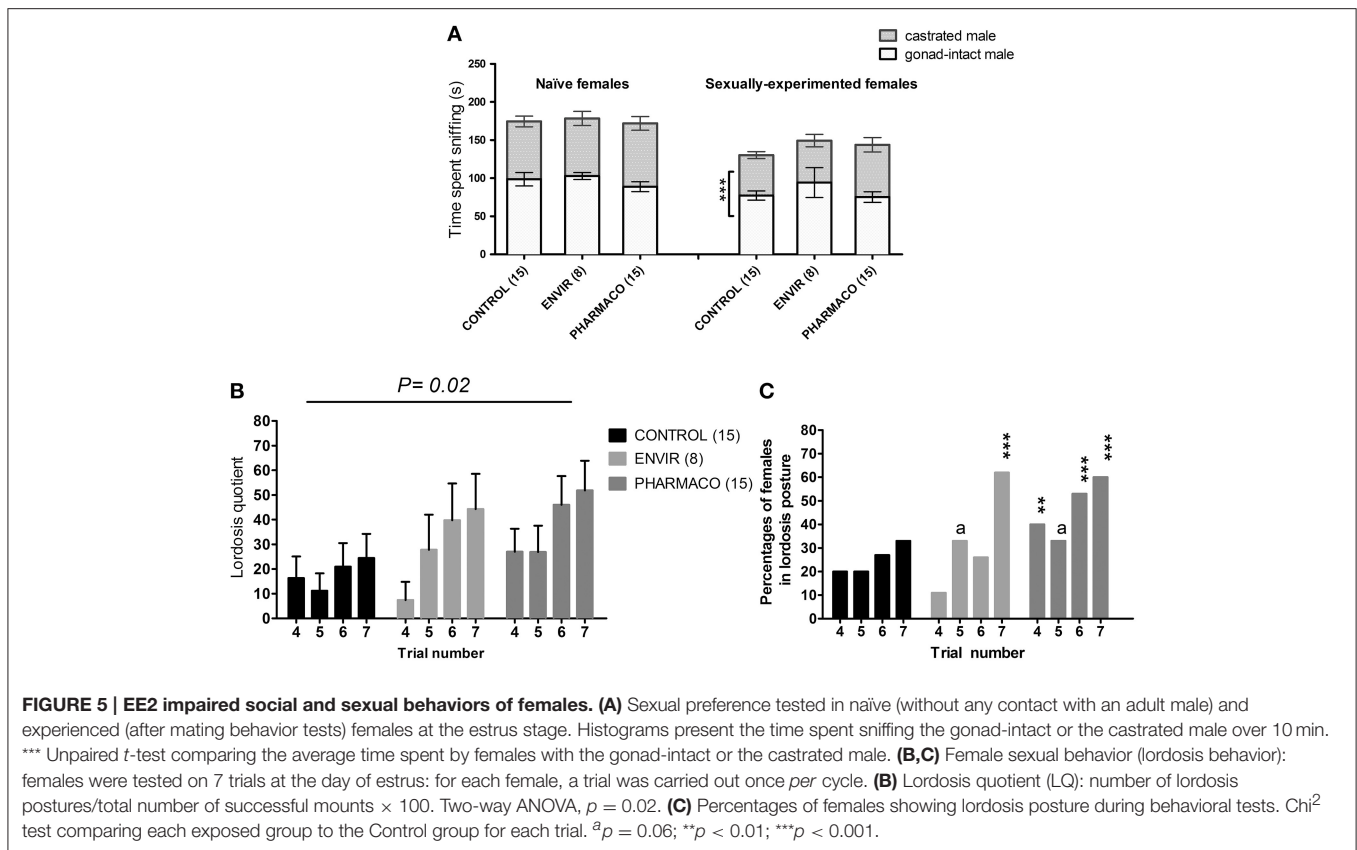 A
castrated male
gonad-intact male
Time spent sniffing (s)
250
200
150
100
50
0
Naïve females
Sexually-experimented females
***
CONTROL (15)
ENVIR (8)
PHARMACO (15)
CONTROL (15)
ENVIR (8)
PHARMACO (15)
B
P= 0.02
Lordosis quotient
80
70
60
50
40
30
20
10
0
4 5 6 7 4 5 6 7 4 5 6 7
Trial number
CONTROL (15)
ENVIR (8)
PHARMACO (15)
C
Percentages of females
in lordosis posture
80
70
60
50
40
30
20
10
0
a
***
**
a
***
***
4 5 6 7 4 5 6 7 4 5 6 7
Trial number
FIGURE 5 | EE2 impaired social and sexual behaviors of females. (A) Sexual preference tested in naïve (without any contact with an adult male) and
experienced (after mating behavior tests) females at the estrus stage. Histograms present the time spent sniffing the gonad-intact or the castrated male over 10 min.
*** Unpaired t-test comparing the average time spent by females with the gonad-intact or the castrated male. (B,C) Female sexual behavior (lordosis behavior):
females were tested on 7 trials at the day of estrus: for each female, a trial was carried out once per cycle. (B) Lordosis quotient (LQ): number of lordosis
postures/total number of successful mounts × 100. Two-way ANOVA, p = 0.02. (C) Percentages of females showing lordosis posture during behavioral tests. Chi²
test comparing each exposed group to the Control group for each trial. ᵃp = 0.06; **p < 0.01; ***p < 0.001.